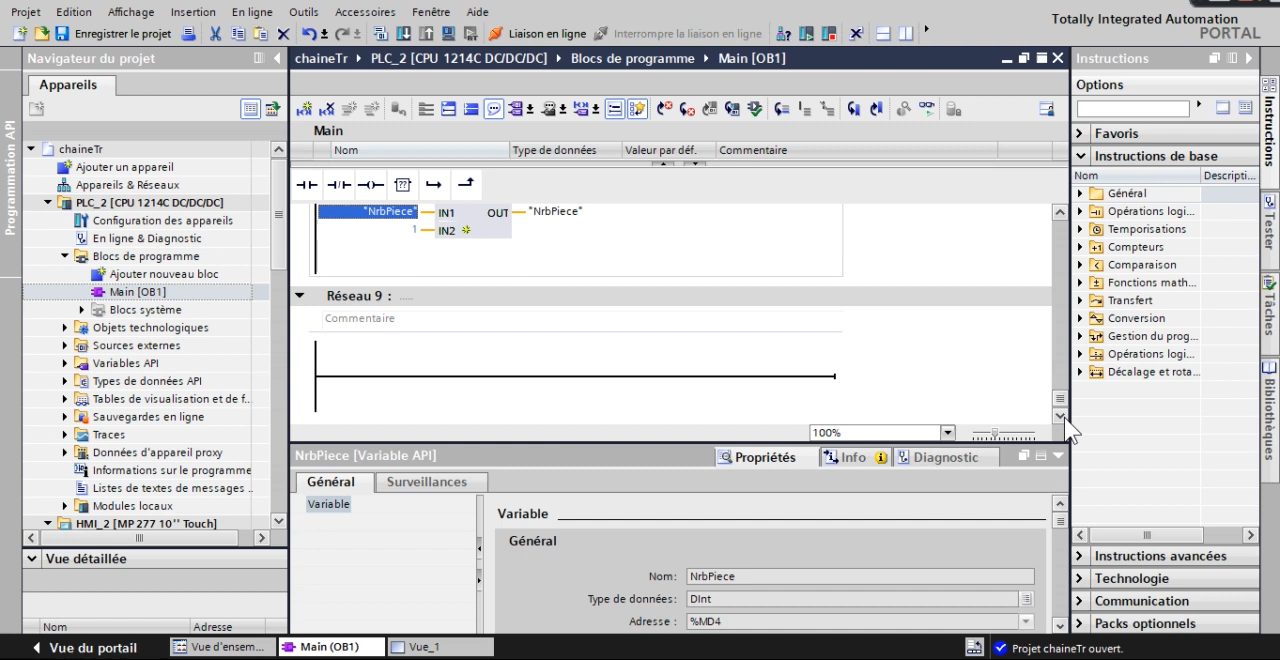 Projet Edition Affichage Insertion En ligne Outils Accessoires Fenêtre Aide
Totally Integrated Automation
PORTAL
Enregistrer le projet Liaison en ligne Interrompre la liaison en ligne
Navigateur du projet
chaineTr PLC_2 [CPU 1214C DC/DC/DC] Blocs de programme Main [OB1]
Instructions
Appareils
Options
Programmation API
chaineTr
Ajouter un appareil
Appareils & Réseaux
PLC_2 [CPU 1214C DC/DC/DC]
Configuration des appareils
En ligne & Diagnostic
Blocs de programme
Ajouter nouveau bloc
Main [OB1]
Blocs système
Objets technologiques
Sources externes
Variables API
Types de données API
Tables de visualisation et de f...
Sauvegardes en ligne
Traces
Données d'appareil proxy
Informations sur le programme
Listes de textes de messages ..
Modules locaux
HMI_2 [MP 277 10'' Touch]
Vue détaillée
Nom Adresse
Main
Nom Type de données Valeur par déf. Commentaire
??
"NrbPiece" IN1 OUT "NrbPiece"
1 IN2
Réseau 9 : .....
Commentaire
100%
NrbPiece [Variable API]
Propriétés Info Diagnostic
Général Surveillances
Variable
Variable
Général
Nom: NrbPiece
Type de données: DInt
Adresse : %MD4
Favoris
Instructions de base
Nom Descripti...
Général
Opérations logi...
Temporisations
Compteurs
Comparaison
Fonctions math...
Transfert
Conversion
Gestion du prog...
Opérations logi...
Décalage et rota...
Instructions avancées
Technologie
Communication
Packs optionnels
Instructions
Tester
Tâches
Bibliothèques
Vue du portail Vue d'ensem... Main (OB1) Vue_1 Projet chaineTr ouvert.